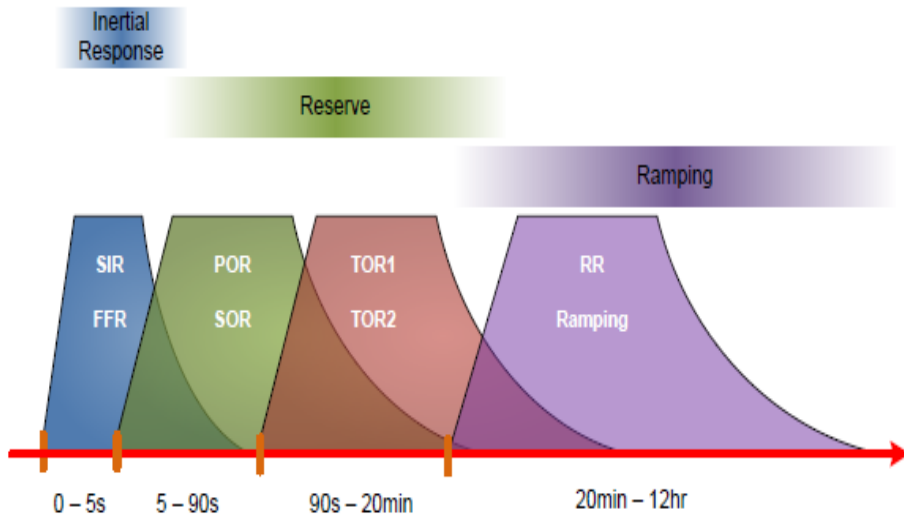 Inertial
Response
Reserve
Ramping
SIR
FFR
POR
SOR
TOR1
TOR2
RR
Ramping
0 – 5s
5 – 90s
90s – 20min
20min – 12hr